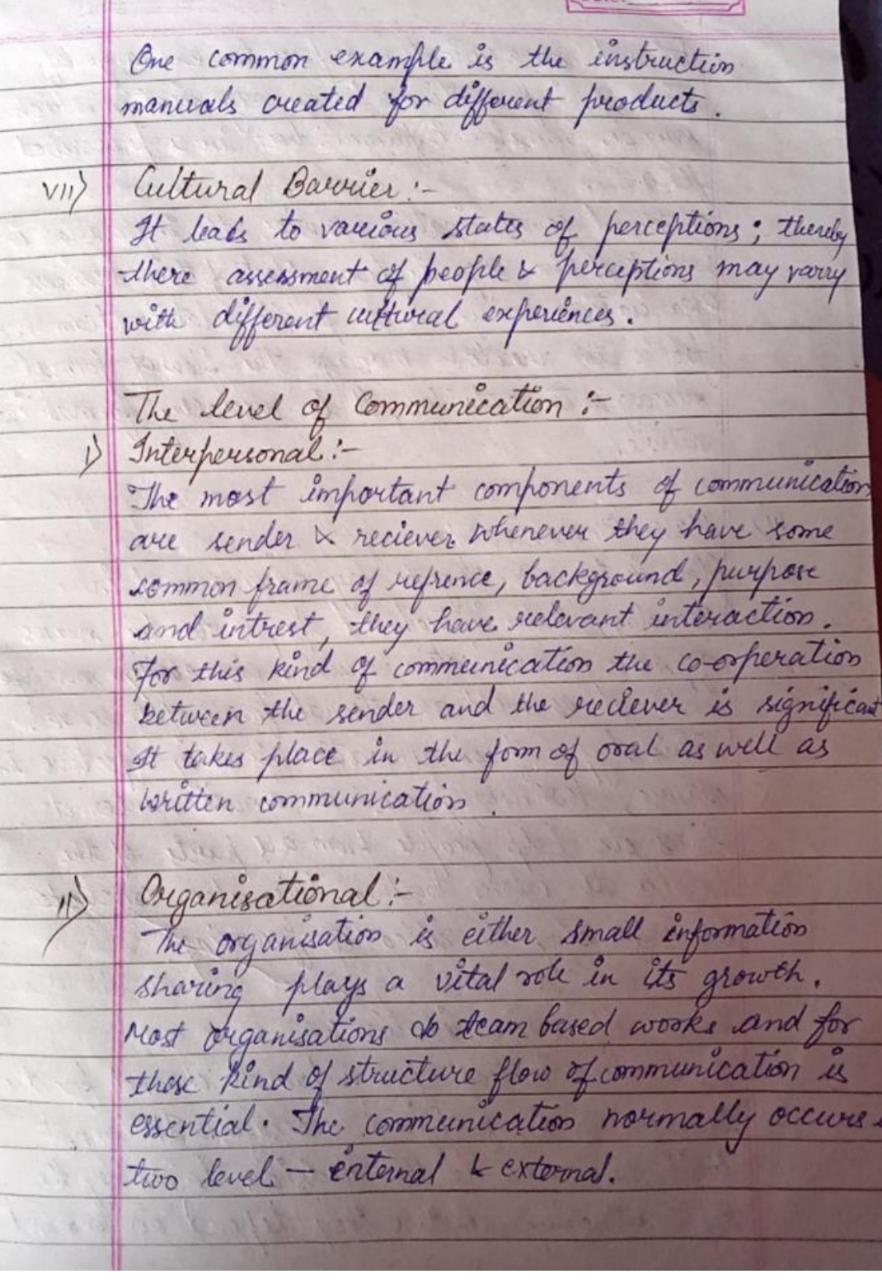 One common example is the instruction
manuals created for different products.
VII) Cultural Barrier :-
It leads to various states of perceptions ; thereby
there assessment of people & perceptions may varry
with different cultural experiences.
The level of Communication :-
I) Interpersonal :-
The most important components of communication
are sender & reciever whenever they have some
common frame of refrence, background, purpose
and intrest, they have relevant interaction.
For this kind of communication the co-orperation
between the sender and the reciever is significant
It takes place in the form of oral as well as
written communication
II) Organisational :-
The organisation is either small information
sharing plays a vital role in its growth.
Most organisations do team based wooks and for
these kind of structure flow of communication is
essential. The communication normally occurs
two level - internal & external.